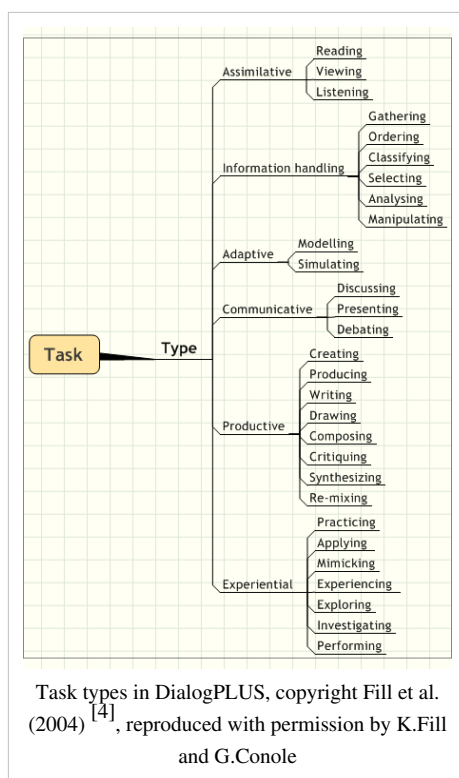 Task
Type
Assimilative
Reading
Viewing
Listening
Information handling
Gathering
Ordering
Classifying
Selecting
Analysing
Manipulating
Adaptive
Modelling
Simulating
Communicative
Discussing
Presenting
Debating
Productive
Creating
Producing
Writing
Drawing
Composing
Critiquing
Synthesizing
Re-mixing
Experiential
Practicing
Applying
Mimicking
Experiencing
Exploring
Investigating
Performing
Task types in DialogPLUS, copyright Fill et al.
(2004) [4], reproduced with permission by K.Fill
and G.Conole